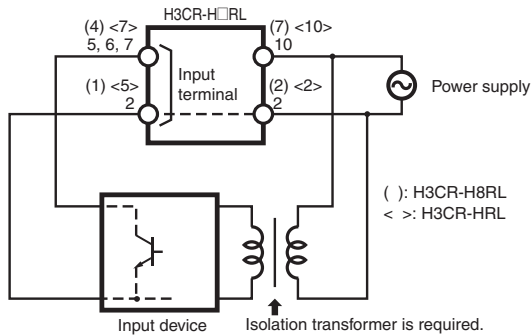 H3CR-H□RL
(4) <7>
5, 6, 7
(7) <10>
10
Input
terminal
(1) <5>
2
(2) <2>
2
Power supply
( ): H3CR-H8RL
< >: H3CR-HRL
Input device
Isolation transformer is required.